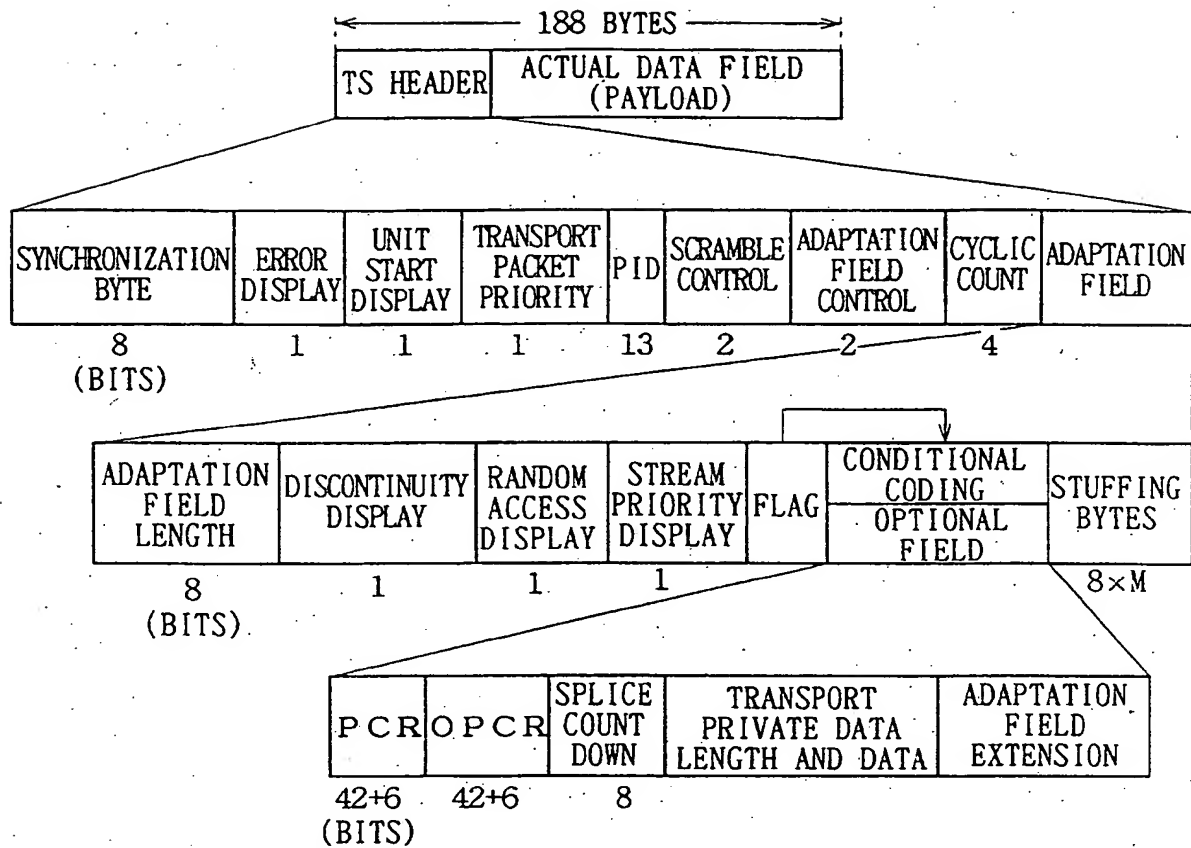 188 BYTES
TS HEADER
ACTUAL DATA FIELD
(PAYLOAD)
SYNCHRONIZATION
BYTE
ERROR
DISPLAY
UNIT
START
DISPLAY
TRANSPORT
PACKET
PRIORITY
PID
SCRAMBLE
CONTROL
ADAPTATION
FIELD
CONTROL
CYCLIC
COUNT
ADAPTATION
FIELD
8
(BITS)
1
1
1
13
2
2
4
ADAPTATION
FIELD
LENGTH
DISCONTINUITY
DISPLAY
RANDOM
ACCESS
DISPLAY
STREAM
PRIORITY
DISPLAY
FLAG
CONDITIONAL
CODING
OPTIONAL
FIELD
STUFFING
BYTES
8
(BITS)
1
1
1
8×M
PCR
OPCR
SPLICE
COUNT
DOWN
TRANSPORT
PRIVATE DATA
LENGTH AND DATA
ADAPTATION
FIELD
EXTENSION
42+6
(BITS)
42+6
8